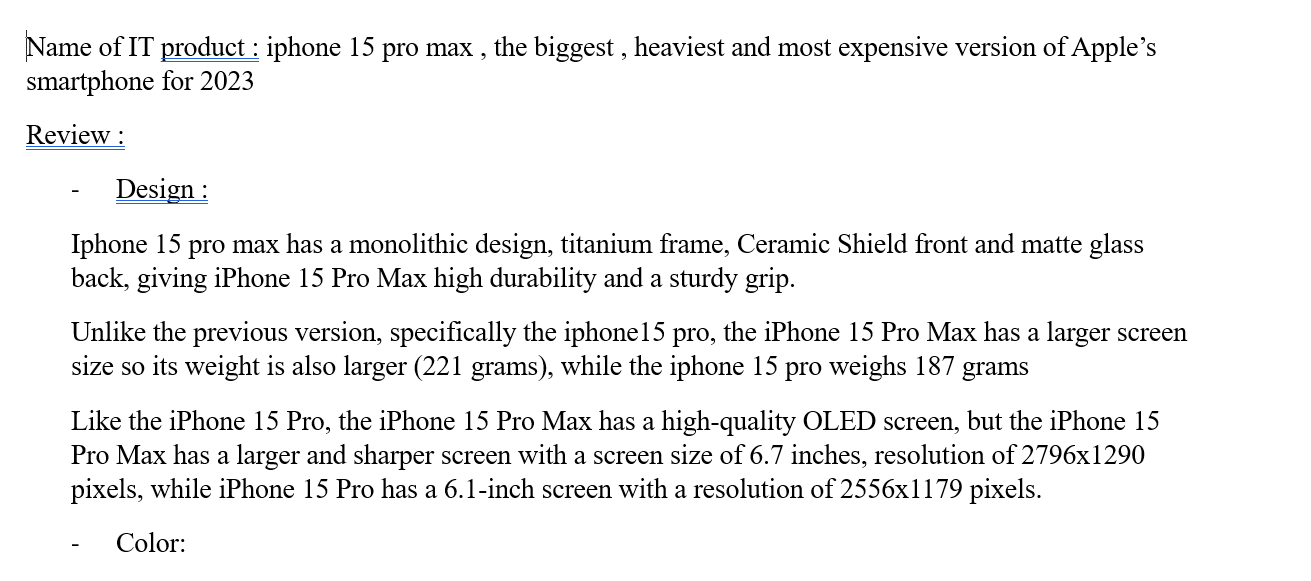 Name of IT product : iphone 15 pro max , the biggest , heaviest and most expensive version of Apple’s
smartphone for 2023
Review :
- Design :
Iphone 15 pro max has a monolithic design, titanium frame, Ceramic Shield front and matte glass
back, giving iPhone 15 Pro Max high durability and a sturdy grip.
Unlike the previous version, specifically the iphone15 pro, the iPhone 15 Pro Max has a larger screen
size so its weight is also larger (221 grams), while the iphone 15 pro weighs 187 grams
Like the iPhone 15 Pro, the iPhone 15 Pro Max has a high-quality OLED screen, but the iPhone 15
Pro Max has a larger and sharper screen with a screen size of 6.7 inches, resolution of 2796x1290
pixels, while iPhone 15 Pro has a 6.1-inch screen with a resolution of 2556x1179 pixels.
- Color: